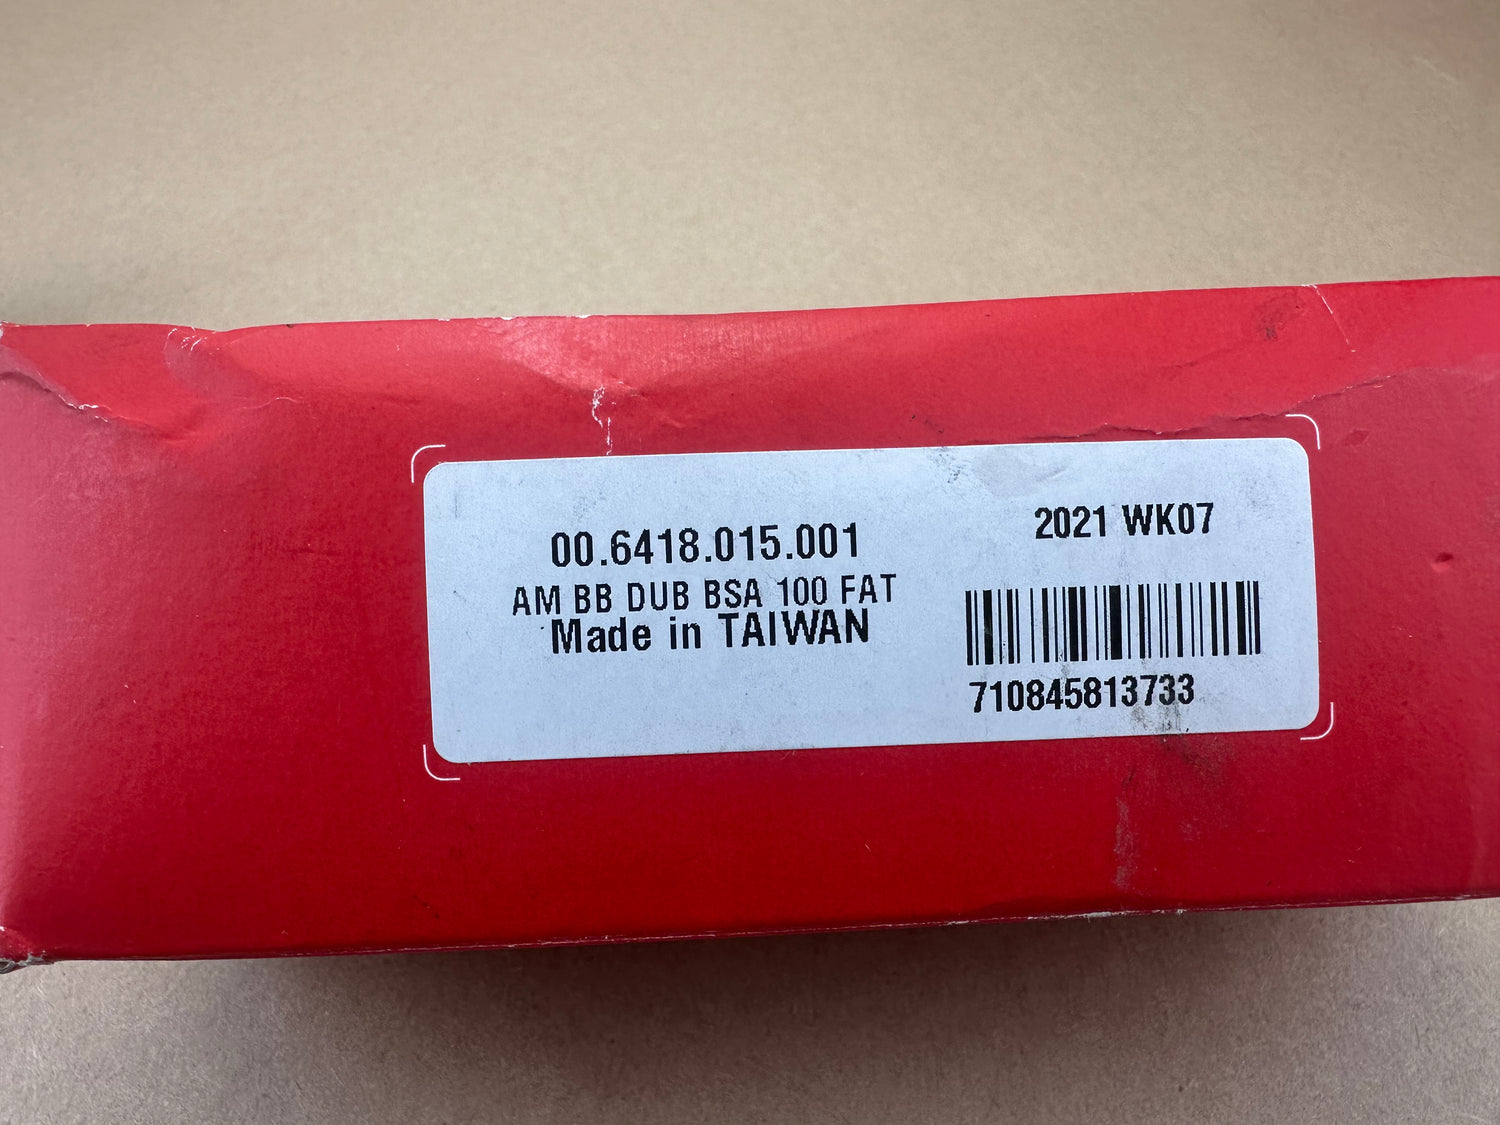 00.6418.015.001
AM BB DUB BSA 100 FAT
Made in TAIWAN
2021 WK07
710845813733